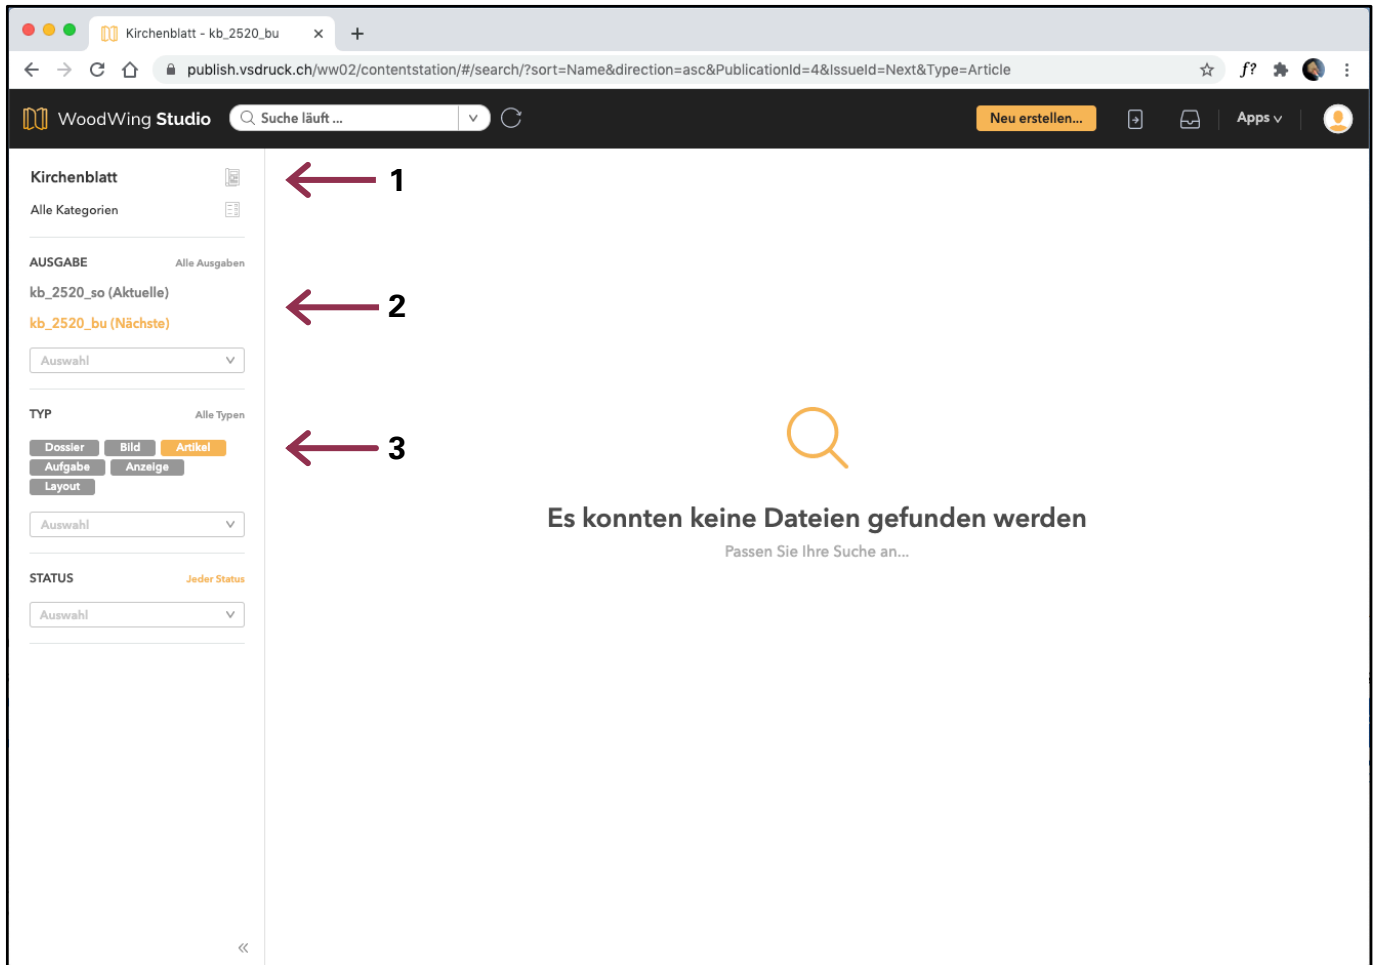 Kirchenblatt - kb_2520_bu
publish.vsdruck.ch/ww02/contentstation/#/search/?sort=Name&direction=asc&PublicationId=4&IssueId=Next&Type=Article
f?
WoodWing Studio
Suche läuft ...
Neu erstellen...
Apps
Kirchenblatt
1
Alle Kategorien
AUSGABE Alle Ausgaben
kb_2520_so (Aktuelle)
2
kb_2520_bu (Nächste)
Auswahl
TYP Alle Typen
Dossier Bild Artikel
3
Aufgabe Anzeige
Layout
Auswahl
Es konnten keine Dateien gefunden werden
Passen Sie Ihre Suche an...
STATUS Jeder Status
Auswahl